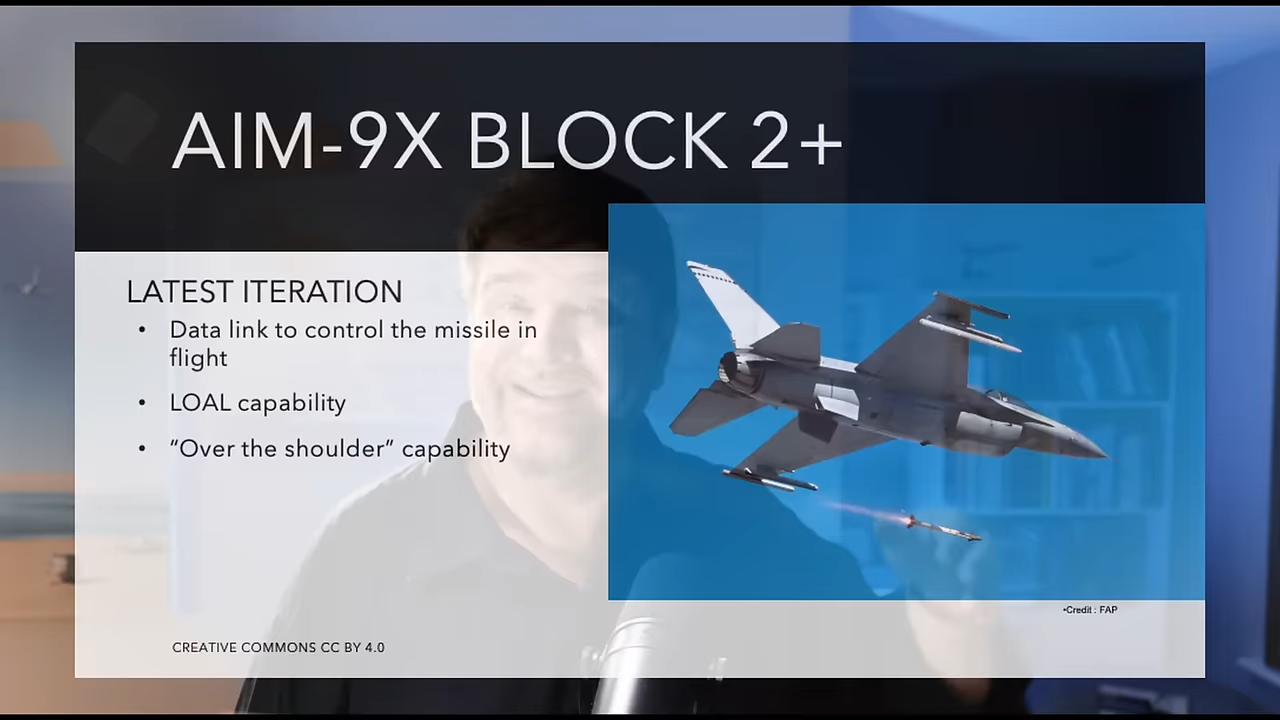 AIM-9X BLOCK 2+
LATEST ITERATION
• Data link to control the missile in
flight
• LOAL capability
• “Over the shoulder” capability
•Credit : FAP
CREATIVE COMMONS CC BY 4.0